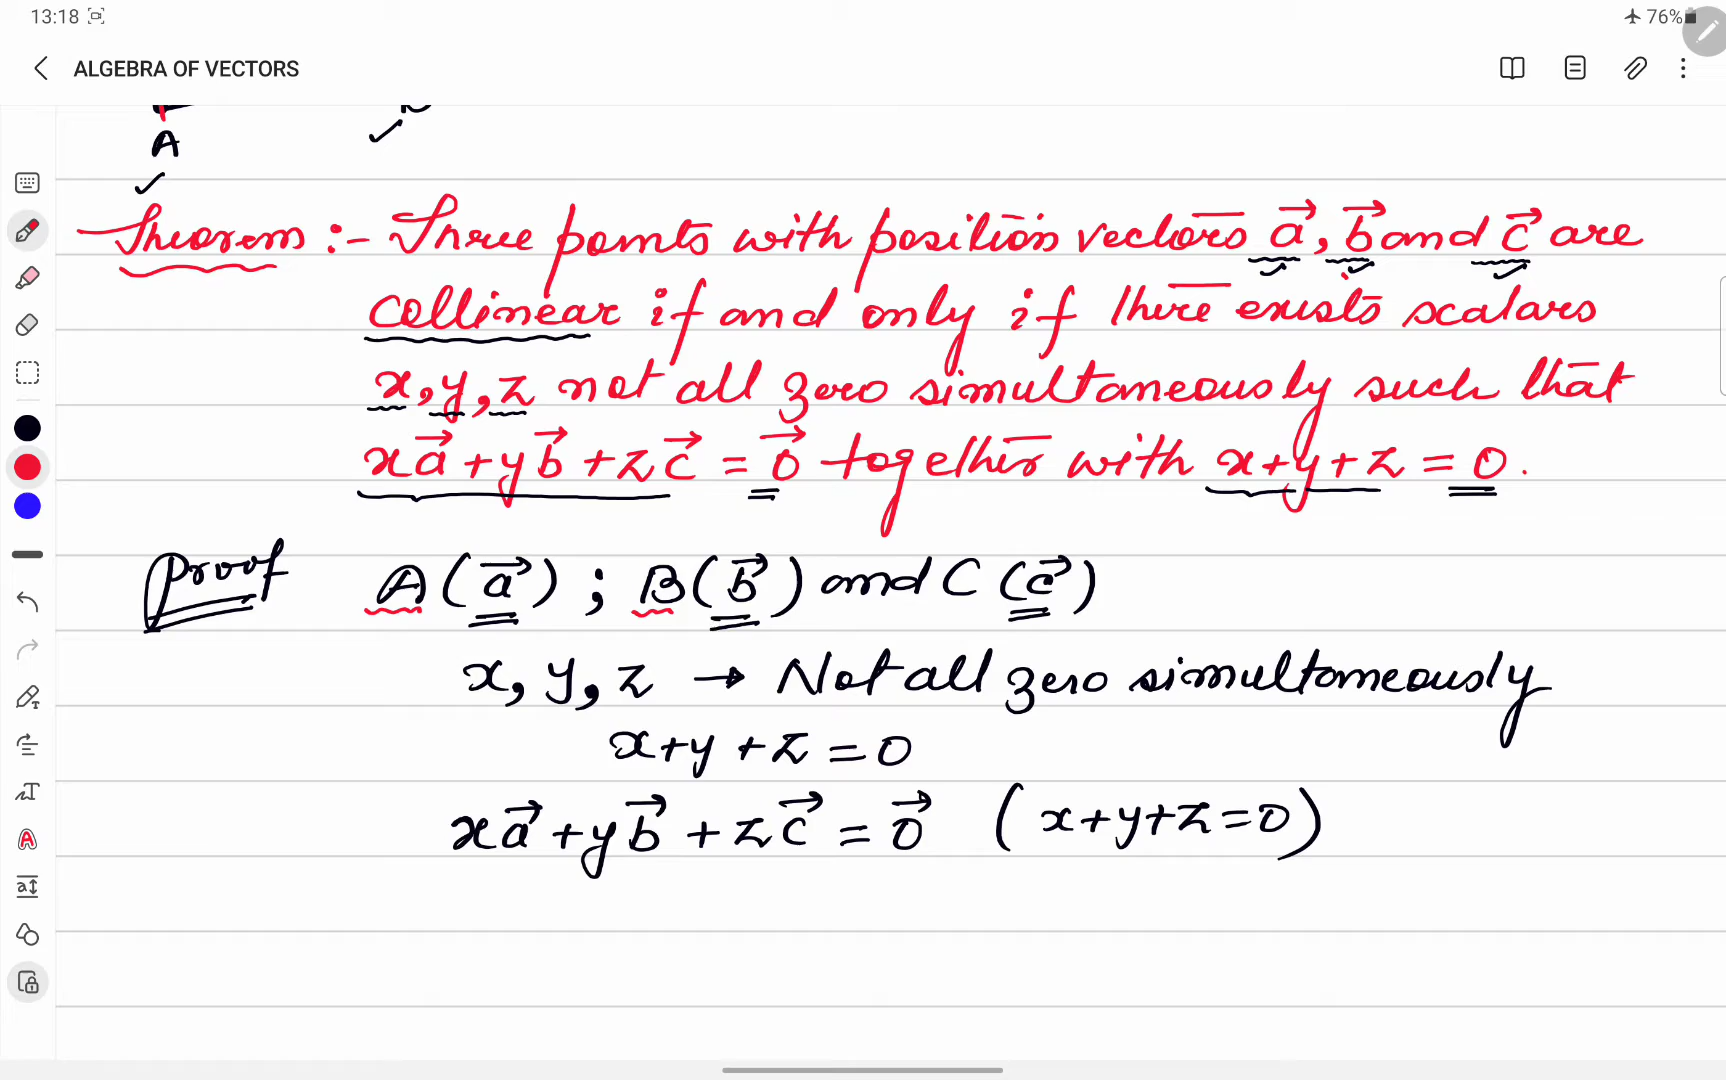 13:18 76%
ALGEBRA OF VECTORS
A
Theorem :- Three points with position vectors a⃗, b⃗ and c⃗ are
collinear if and only if there exists scalars
x, y, z not all zero simultaneously such that
xa⃗ + yb⃗ + zc⃗ = 0⃗ together with x+y+z = 0.
Proof A(a⃗) ; B(b⃗) and C(c⃗)
x, y, z → Not all zero simultaneously
x+y+z = 0
xa⃗ + yb⃗ + zc⃗ = 0⃗ (x+y+z=0)